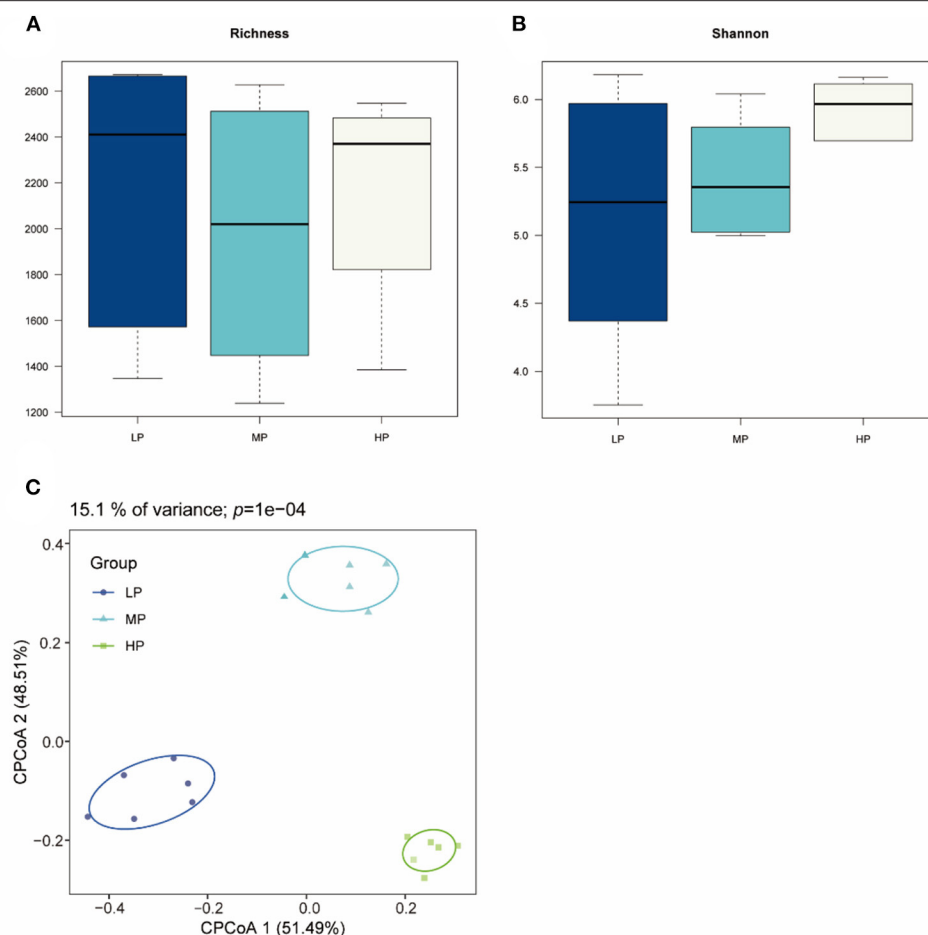 A
Richness
2600
2400
2200
2000
1800
1600
1400
1200
LP
MP
HP
B
Shannon
6.0
5.5
5.0
4.5
4.0
LP
MP
HP
C
15.1 % of variance; p=1e−04
Group
LP
MP
HP
CPCoA 2 (48.51%)
0.4
0.2
0.0
−0.2
−0.4
−0.2
0.0
0.2
CPCoA 1 (51.49%)